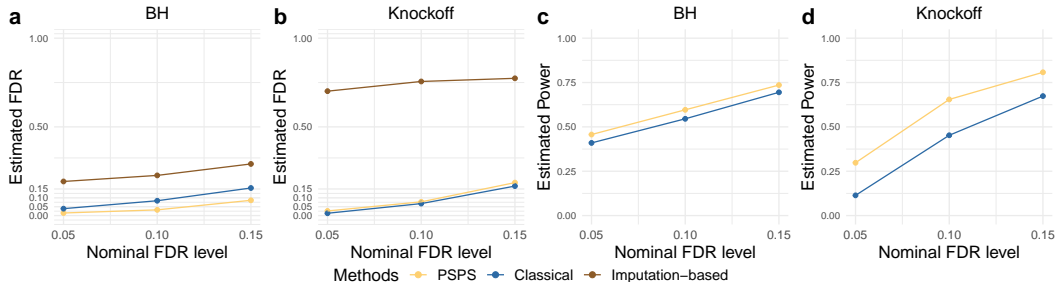 a
BH
b
Knockoff
c
BH
d
Knockoff
Estimated FDR
1.00
0.50
0.15
0.10
0.05
0.00
0.05
0.10
0.15
Nominal FDR level
Estimated FDR
1.00
0.50
0.15
0.10
0.05
0.00
0.05
0.10
0.15
Nominal FDR level
Estimated Power
1.00
0.75
0.50
0.25
0.00
0.05
0.10
0.15
Nominal FDR level
Estimated Power
1.00
0.75
0.50
0.25
0.00
0.05
0.10
0.15
Nominal FDR level
Methods PSPS Classical Imputation−based